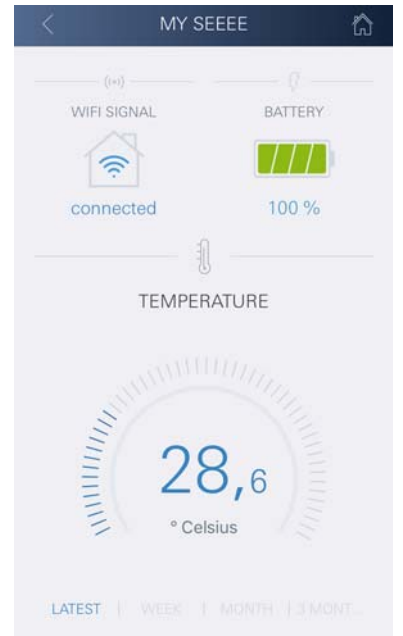 MY SEEEE
WIFI SIGNAL BATTERY
connected 100 %
TEMPERATURE
28,6
° Celsius
LATEST | WEEK | MONTH | 3 MONT...